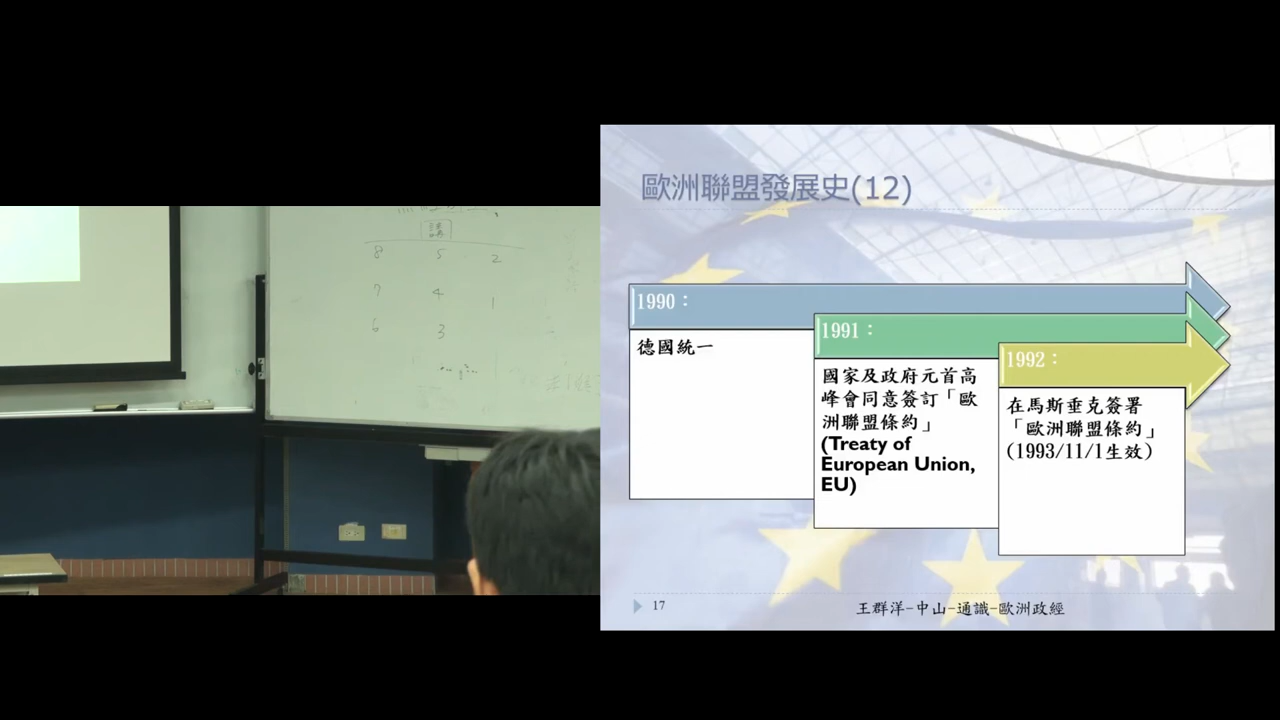 講
8 5 2
7 4 1
6 3
歐洲聯盟發展史(12)
1990：
德國統一
1991：
國家及政府元首高
峰會同意簽訂「歐
洲聯盟條約」
(Treaty of
European Union,
EU)
1992：
在馬斯垂克簽署
「歐洲聯盟條約」
(1993/11/1生效)
17
王群洋-中山-通識-歐洲政經